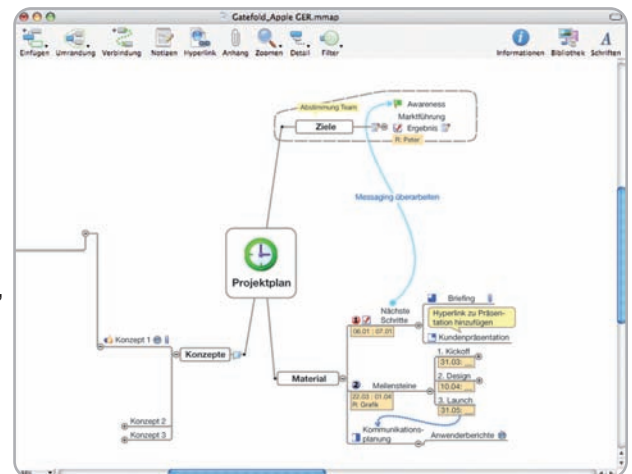 Gatefold_Apple GER.mmap
Einfügen Umrandung Verbindung Notizen Hyperlink Anhang Zoomen Detail Filter Informationen Bibliothek Schriften
Abstimmung Team
Ziele
Awareness
Marktführung
Ergebnis
R: Peter
Messaging überarbeiten
Projektplan
Konzept 1
Konzepte
Konzept 2
Konzept 3
Material
Nächste
Schritte
06.01 07.01
Briefing
Hyperlink zu Präsen-
tation hinzufügen
Kundenpräsentation
Meilensteine
22.03 01.04
R: Grafik
1. Kickoff
31.03: ...
2. Design
10.04: ...
3. Launch
31.05: ...
Kommunikations-
planung
Anwenderberichte